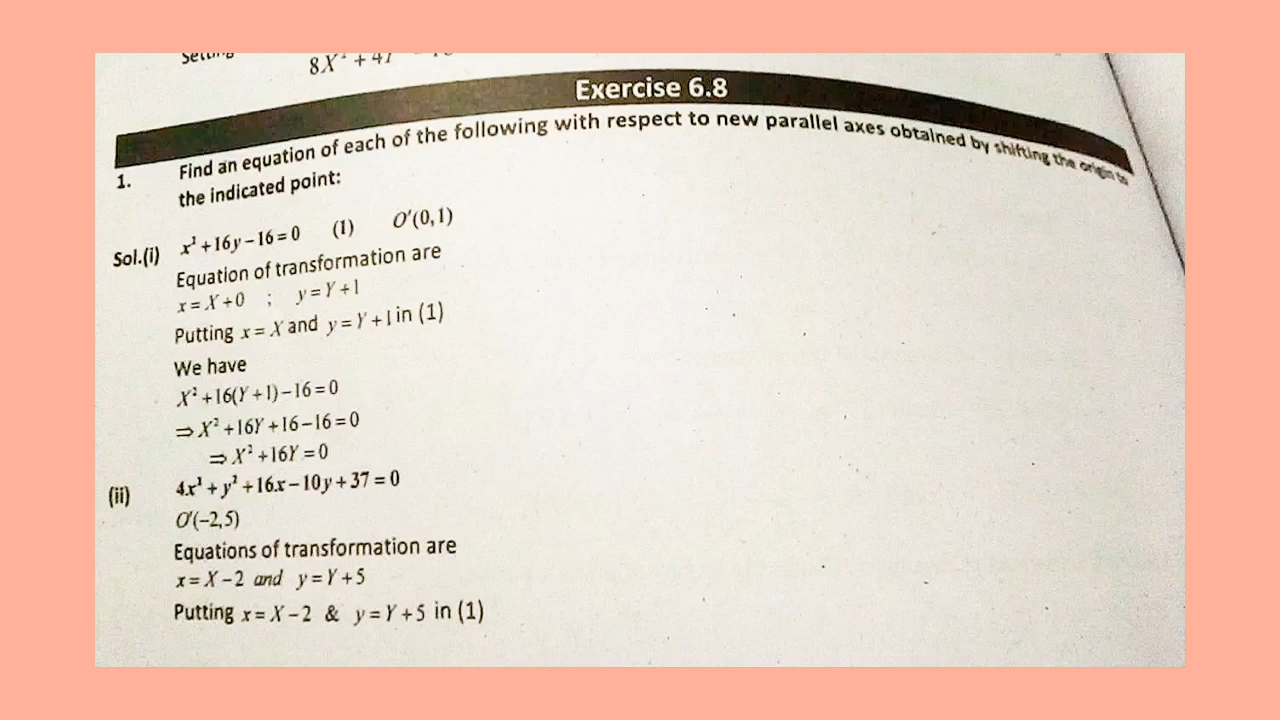 8X² + 4Y
Exercise 6.8
1. Find an equation of each of the following with respect to new parallel axes obtained by shifting the origin to
the indicated point:
Sol.(i) x² + 16y − 16 = 0 (1) O′(0,1)
Equation of transformation are
x = X + 0 ; y = Y + 1
Putting x = X and y = Y + 1 in (1)
We have
X² + 16(Y + 1) − 16 = 0
⇒ X² + 16Y + 16 − 16 = 0
⇒ X² + 16Y = 0
(ii) 4x² + y² + 16x − 10y + 37 = 0
O′(−2,5)
Equations of transformation are
x = X − 2 and y = Y + 5
Putting x = X − 2 & y = Y + 5 in (1)